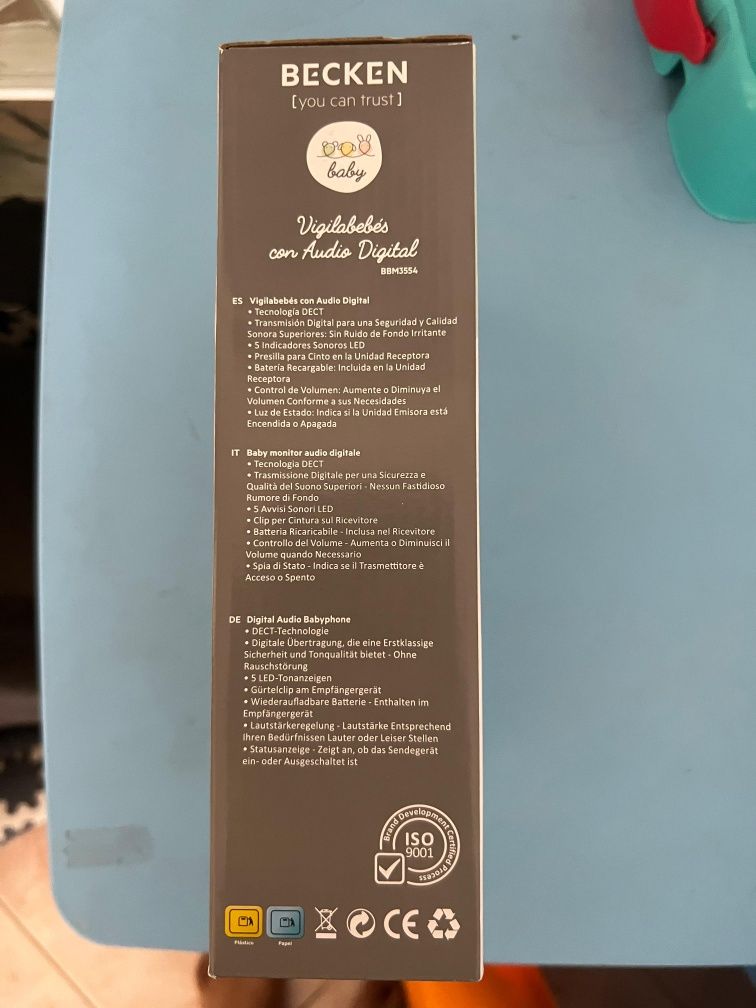 BECKEN
[you can trust]
baby
Vigilabebés
con Audio Digital
BBM3554
ES Vigilabebés con Audio Digital
• Tecnología DECT
• Transmisión Digital para una Seguridad y Calidad
Sonora Superiores: Sin Ruido de Fondo Irritante
• 5 Indicadores Sonoros LED
• Presilla para Cinto en la Unidad Receptora
• Batería Recargable: Incluida en la Unidad
Receptora
• Control de Volumen: Aumente o Diminuya el
Volumen Conforme a sus Necesidades
• Luz de Estado: Indica si la Unidad Emisora está
Encendida o Apagada
IT Baby monitor audio digitale
• Tecnologia DECT
• Trasmissione Digitale per una Sicurezza e
Qualità del Suono Superiori - Nessun Fastidioso
Rumore di Fondo
• 5 Avvisi Sonori LED
• Clip per Cintura sul Ricevitore
• Batteria Ricaricabile - Inclusa nel Ricevitore
• Controllo del Volume - Aumenta o Diminuisci il
Volume quando Necessario
• Spia di Stato - Indica se il Trasmettitore è
Acceso o Spento
DE Digital Audio Babyphone
• DECT-Technologie
• Digitale Übertragung, die eine Erstklassige
Sicherheit und Tonqualität bietet - Ohne
Rauschstörung
• 5 LED-Tonanzeigen
• Gürtelclip am Empfängergerät
• Wiederaufladbare Batterie - Enthalten im
Empfängergerät
• Lautstärkeregelung - Lautstärke Entsprechend
Ihren Bedürfnissen Lauter oder Leiser Stellen
• Statusanzeige - Zeigt an, ob das Sendegerät
ein- oder Ausgeschaltet ist
Brand Development Certified Process
ISO
9001
Plástico
Papel
CE